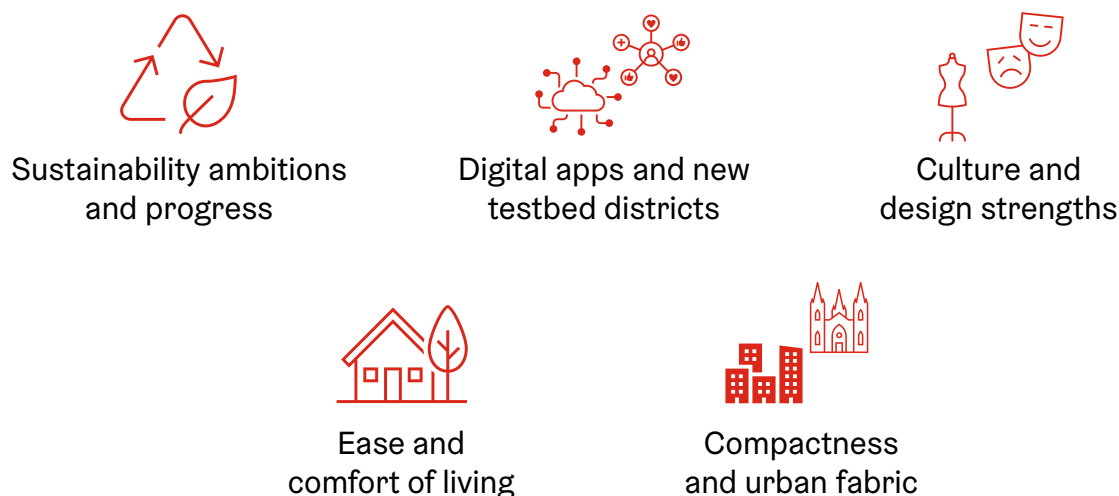 Sustainability ambitions
and progress
Digital apps and new
testbed districts
Culture and
design strengths
Ease and
comfort of living
Compactness
and urban fabric